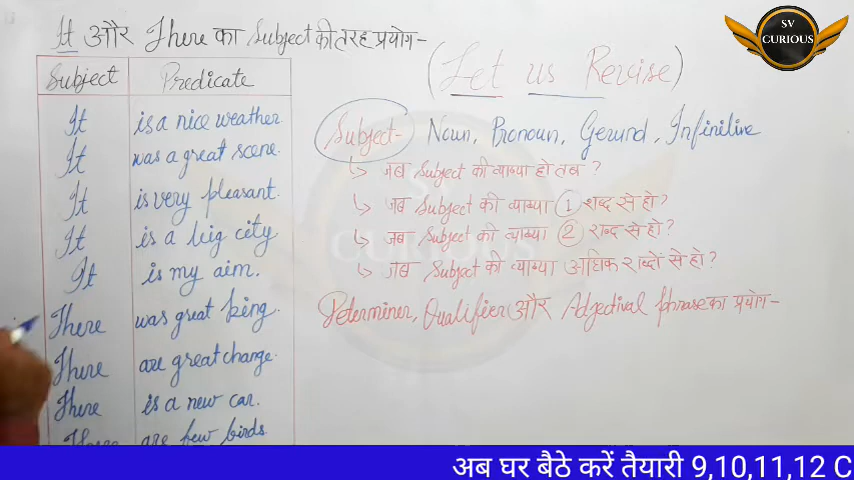 It और There का Subject की तरह प्रयोग-
SV
CURIOUS
Subject Predicate
It is a nice weather.
It was a great scene.
It is very pleasant.
It is a big city
It is my aim.
There was great king.
There are great change.
There is a new car.
There are few birds.
(Let us Rercise)
Subject- Noun, Pronoun, Gerund, Infinitive
↳ जब Subject की व्याख्या हो तब ?
↳ जब Subject की व्याख्या 1 शब्द से हो?
↳ जब Subject की व्याख्या 2 शब्द से हो?
↳ जब Subject की व्याख्या अधिक शब्दों से हो?
Determiner, Qualifier और Adjectival phrase का प्रयोग-
CURIOUS
अब घर बैठे करें तैयारी 9,10,11,12 C